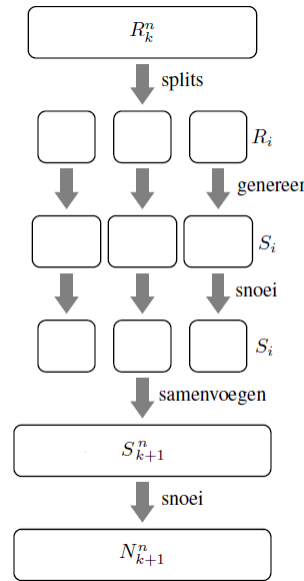 $R_k^n$
splits
$R_i$
genereer
$S_i$
snoei
$S_i$
samenvoegen
$S_{k+1}^n$
snoei
$N_{k+1}^n$